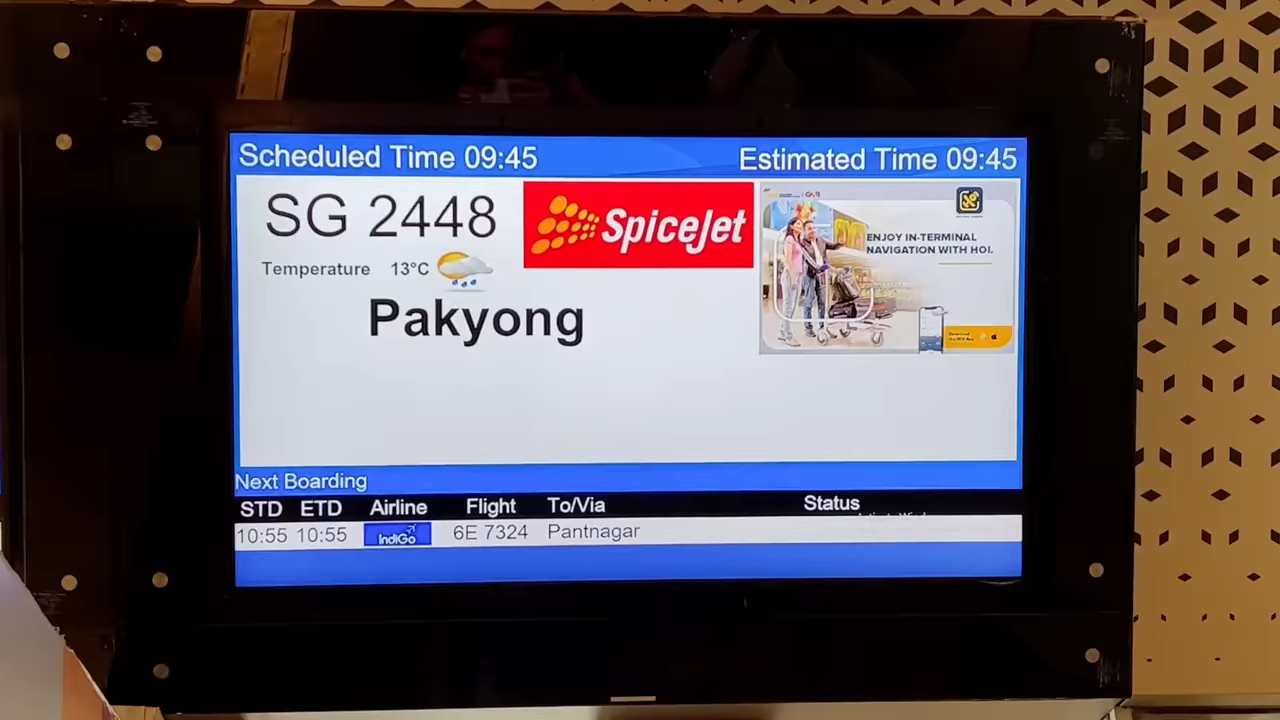 Scheduled Time 09:45
Estimated Time 09:45
SG 2448
SpiceJet
Temperature 13°C
Pakyong
ENJOY IN-TERMINAL
NAVIGATION WITH HOI.
Next Boarding
STD ETD Airline Flight To/Via Status
10:55 10:55 IndiGo 6E 7324 Pantnagar